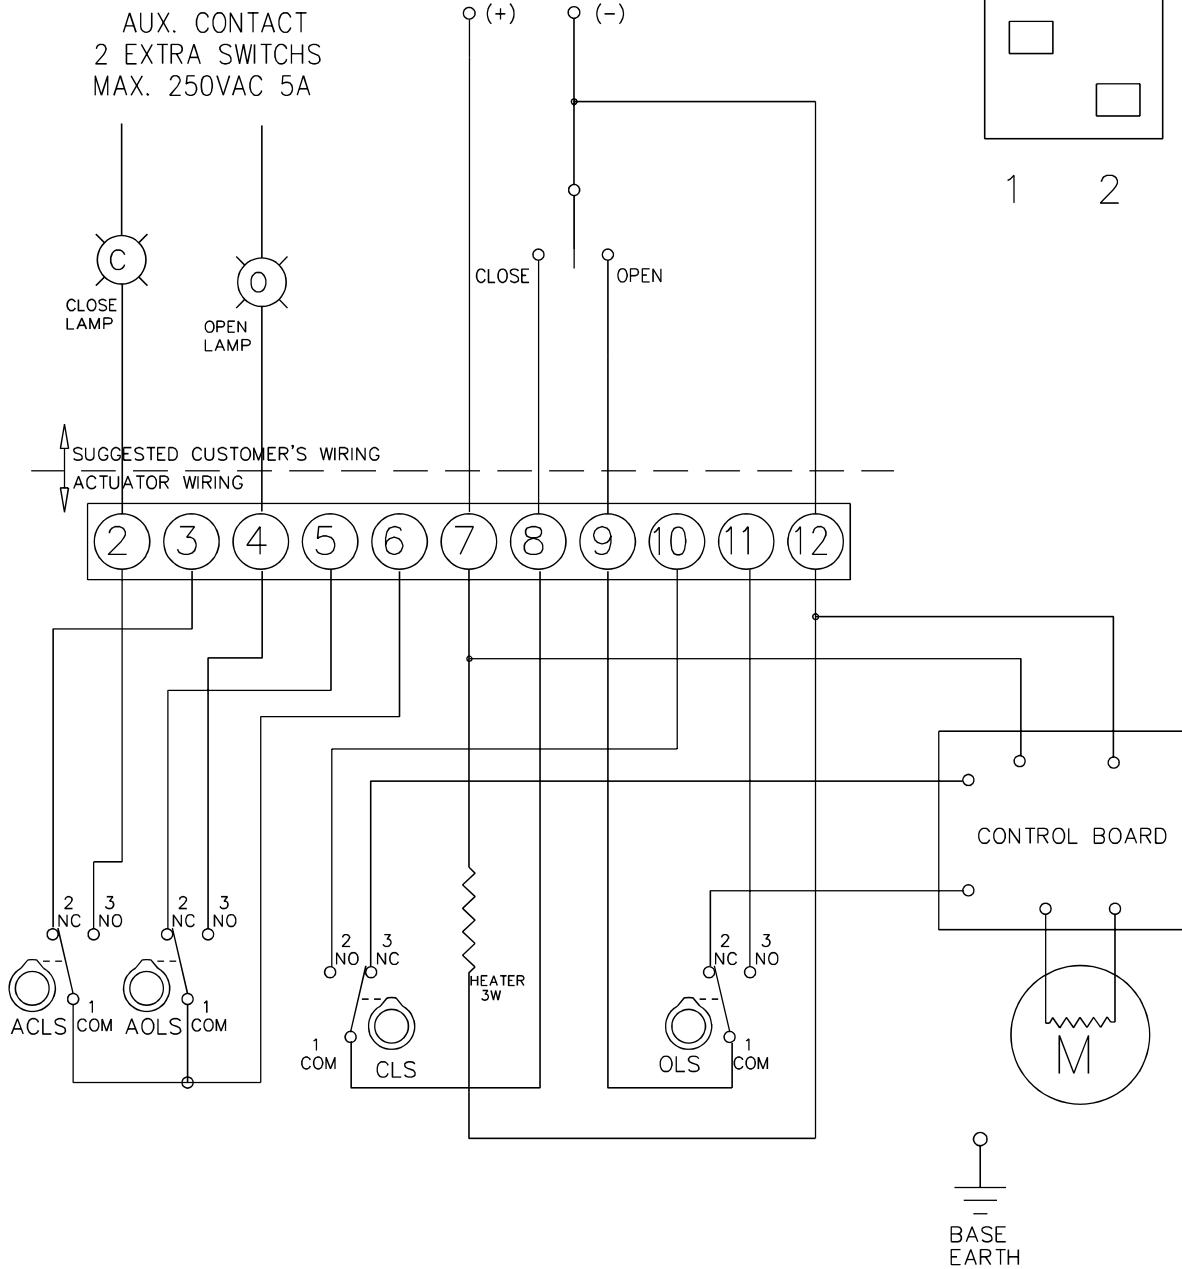 AUX. CONTACT
2 EXTRA SWITCHS
MAX. 250VAC 5A
(+)
(-)
1 2
C
CLOSE
LAMP
O
OPEN
LAMP
CLOSE
OPEN
SUGGESTED CUSTOMER'S WIRING
ACTUATOR WIRING
2 3 4 5 6 7 8 9 10 11 12
CONTROL BOARD
2
NC
3
NO
2
NC
3
NO
2
NO
3
NC
2
NC
3
NO
HEATER
3W
ACLS
1
COM
AOLS
1
COM
1
COM
CLS
OLS
1
COM
M
BASE
EARTH